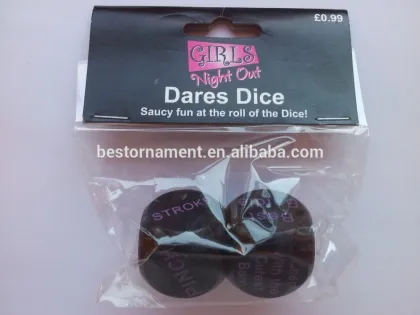 £0.99
GIRLS
Night Out
Dares Dice
Saucy fun at the roll of the Dice!
bestornament.en.alibaba.com
STROKE
PINCH